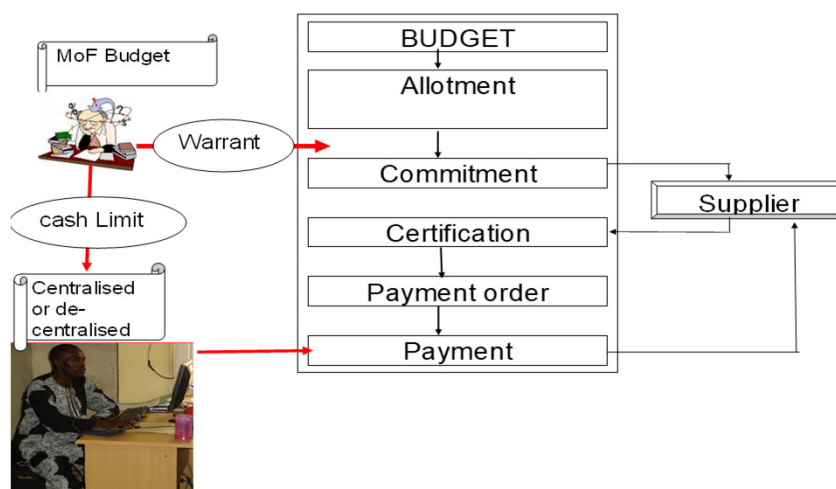 MoF Budget
Warrant
cash Limit
Centralised
or de-
centralised
BUDGET
Allotment
Commitment
Certification
Payment order
Payment
Supplier